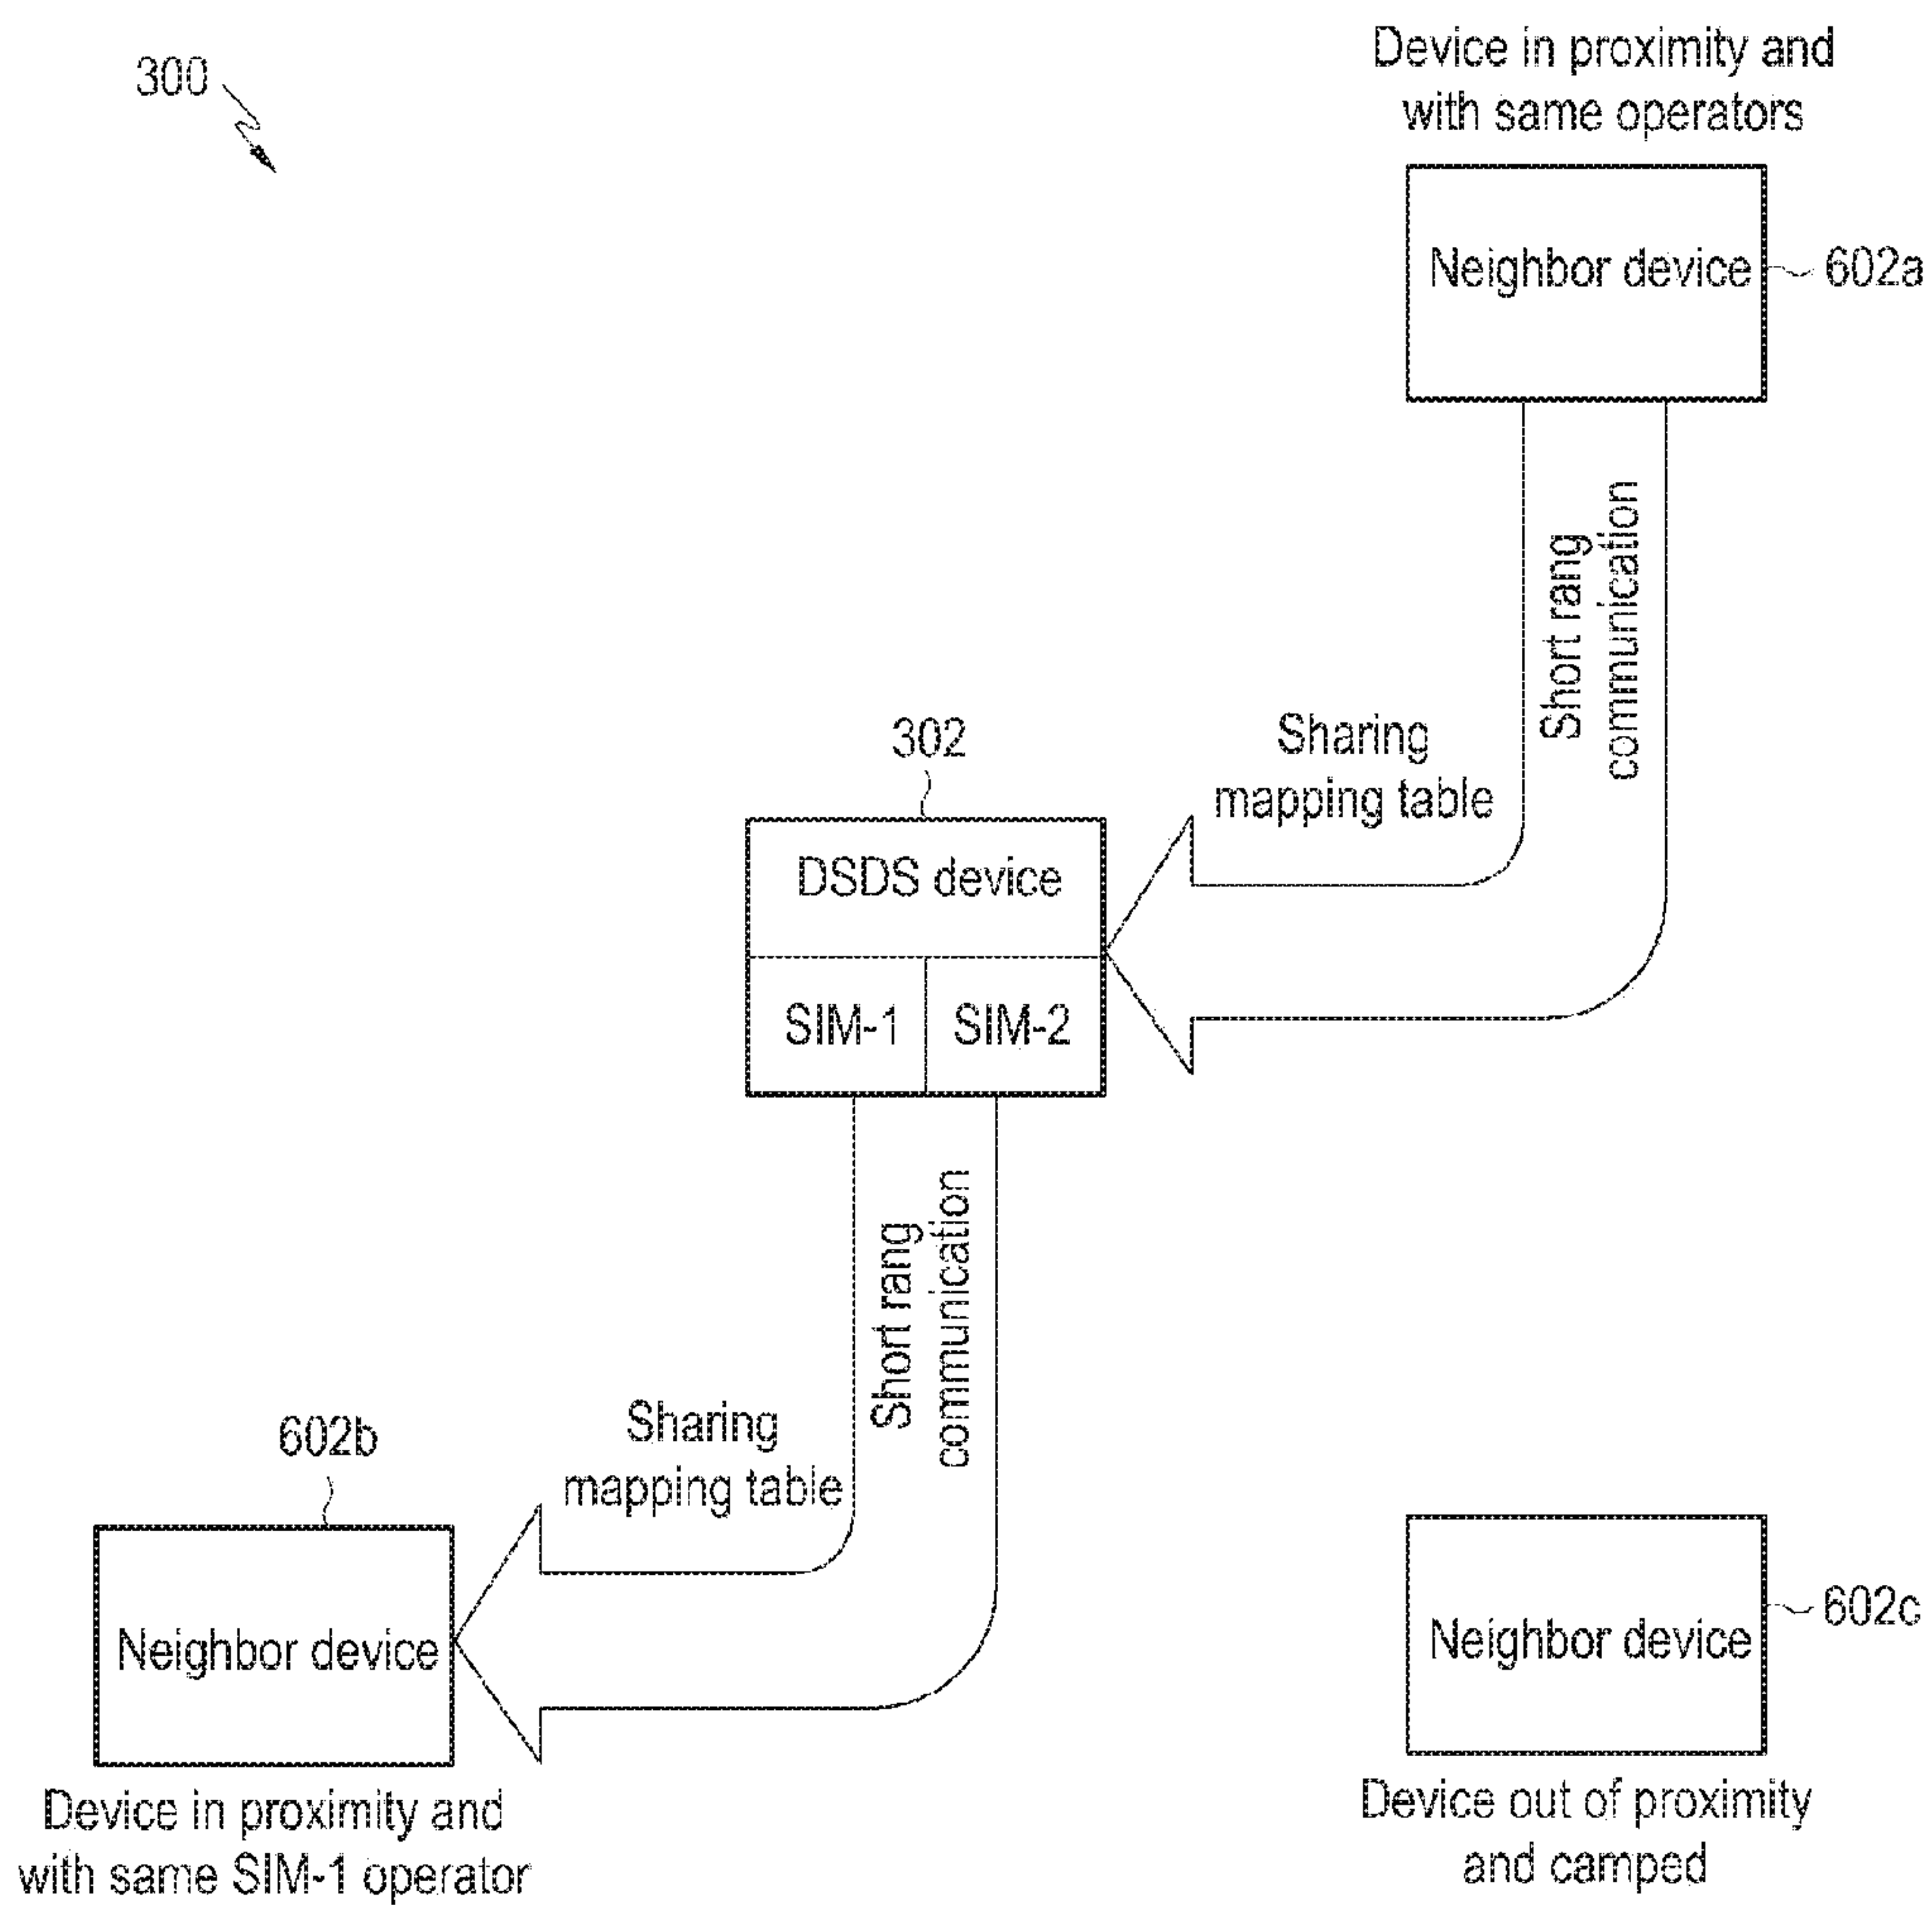 300
Device in proximity and
with same operators
Neighbor device
602a
Short rang
communication
Sharing
mapping table
302
DSDS device
SIM-1
SIM-2
Short rang
communication
Sharing
mapping table
602b
Neighbor device
Device in proximity and
with same SIM-1 operator
Neighbor device
602c
Device out of proximity
and camped